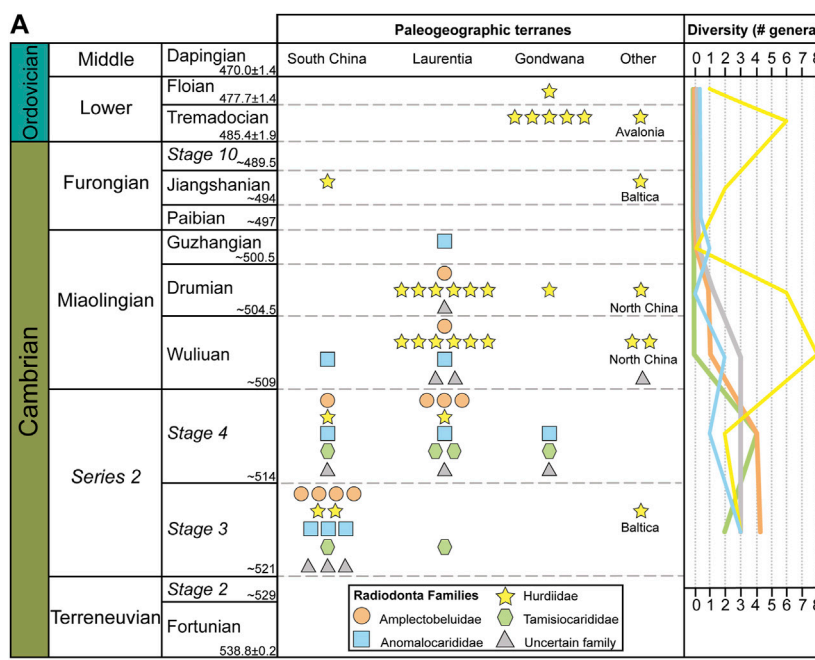 A
Paleogeographic terranes
Diversity (# genera
South China Laurentia Gondwana Other
0 1 2 3 4 5 6 7 8
Ordovician
Middle
Dapingian
470.0±1.4
Lower
Floian
477.7±1.4
Tremadocian
485.4±1.9
Avalonia
Cambrian
Furongian
Stage 10
~489.5
Jiangshanian
~494
Baltica
Paibian ~497
Miaolingian
Guzhangian
~500.5
Drumian
~504.5
North China
Wuliuan
~509
North China
Series 2
Stage 4
~514
Stage 3
~521
Baltica
Terreneuvian
Stage 2
~529
Fortunian
538.8±0.2
Radiodonta Families
Hurdiidae
Amplectobeluidae
Tamisiocarididae
Anomalocarididae
Uncertain family
0 1 2 3 4 5 6 7 8